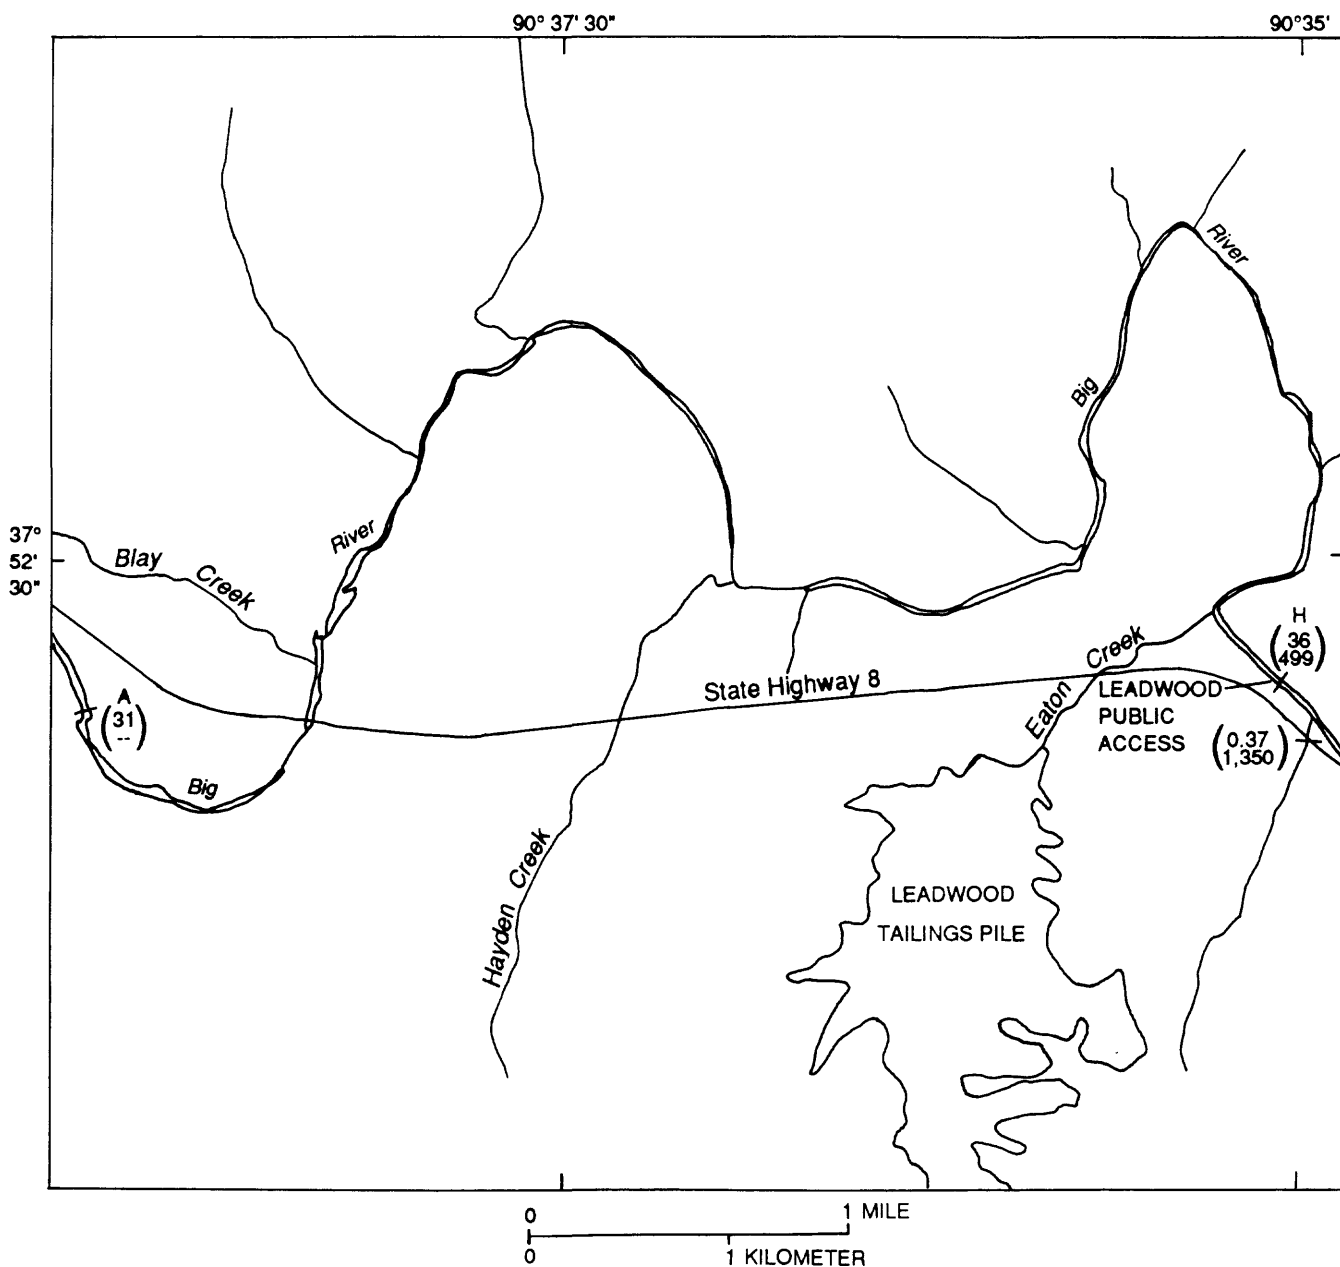 90° 37' 30"
90°35'
River
Big
River
37°
52'
30"
Blay Creek
H
36
499
Eaton Creek
State Highway 8
LEADWOOD
PUBLIC
ACCESS
A
31
--
0.37
1,350
Big
Hayden Creek
LEADWOOD
TAILINGS PILE
0
1 MILE
0
1 KILOMETER